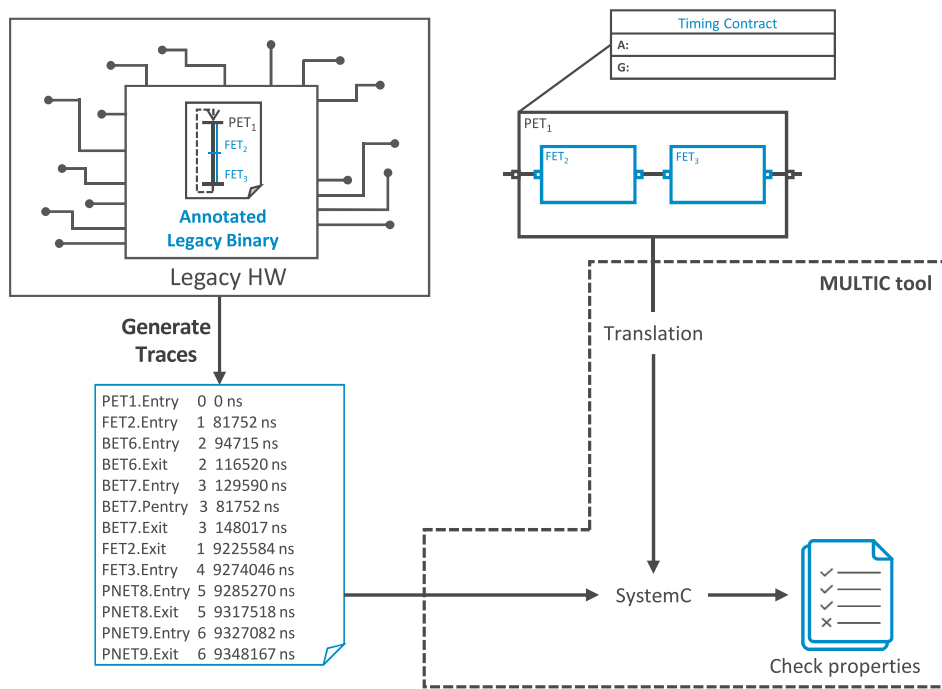 PET1
FET2
FET3
Annotated
Legacy Binary
Legacy HW
Generate
Traces
PET1.Entry 0 0 ns
FET2.Entry 1 81752 ns
BET6.Entry 2 94715 ns
BET6.Exit 2 116520 ns
BET7.Entry 3 129590 ns
BET7.Pentry 3 81752 ns
BET7.Exit 3 148017 ns
FET2.Exit 1 9225584 ns
FET3.Entry 4 9274046 ns
PNET8.Entry 5 9285270 ns
PNET8.Exit 5 9317518 ns
PNET9.Entry 6 9327082 ns
PNET9.Exit 6 9348167 ns
Timing Contract
A:
G:
PET1
FET2
FET3
MULTIC tool
Translation
SystemC
Check properties